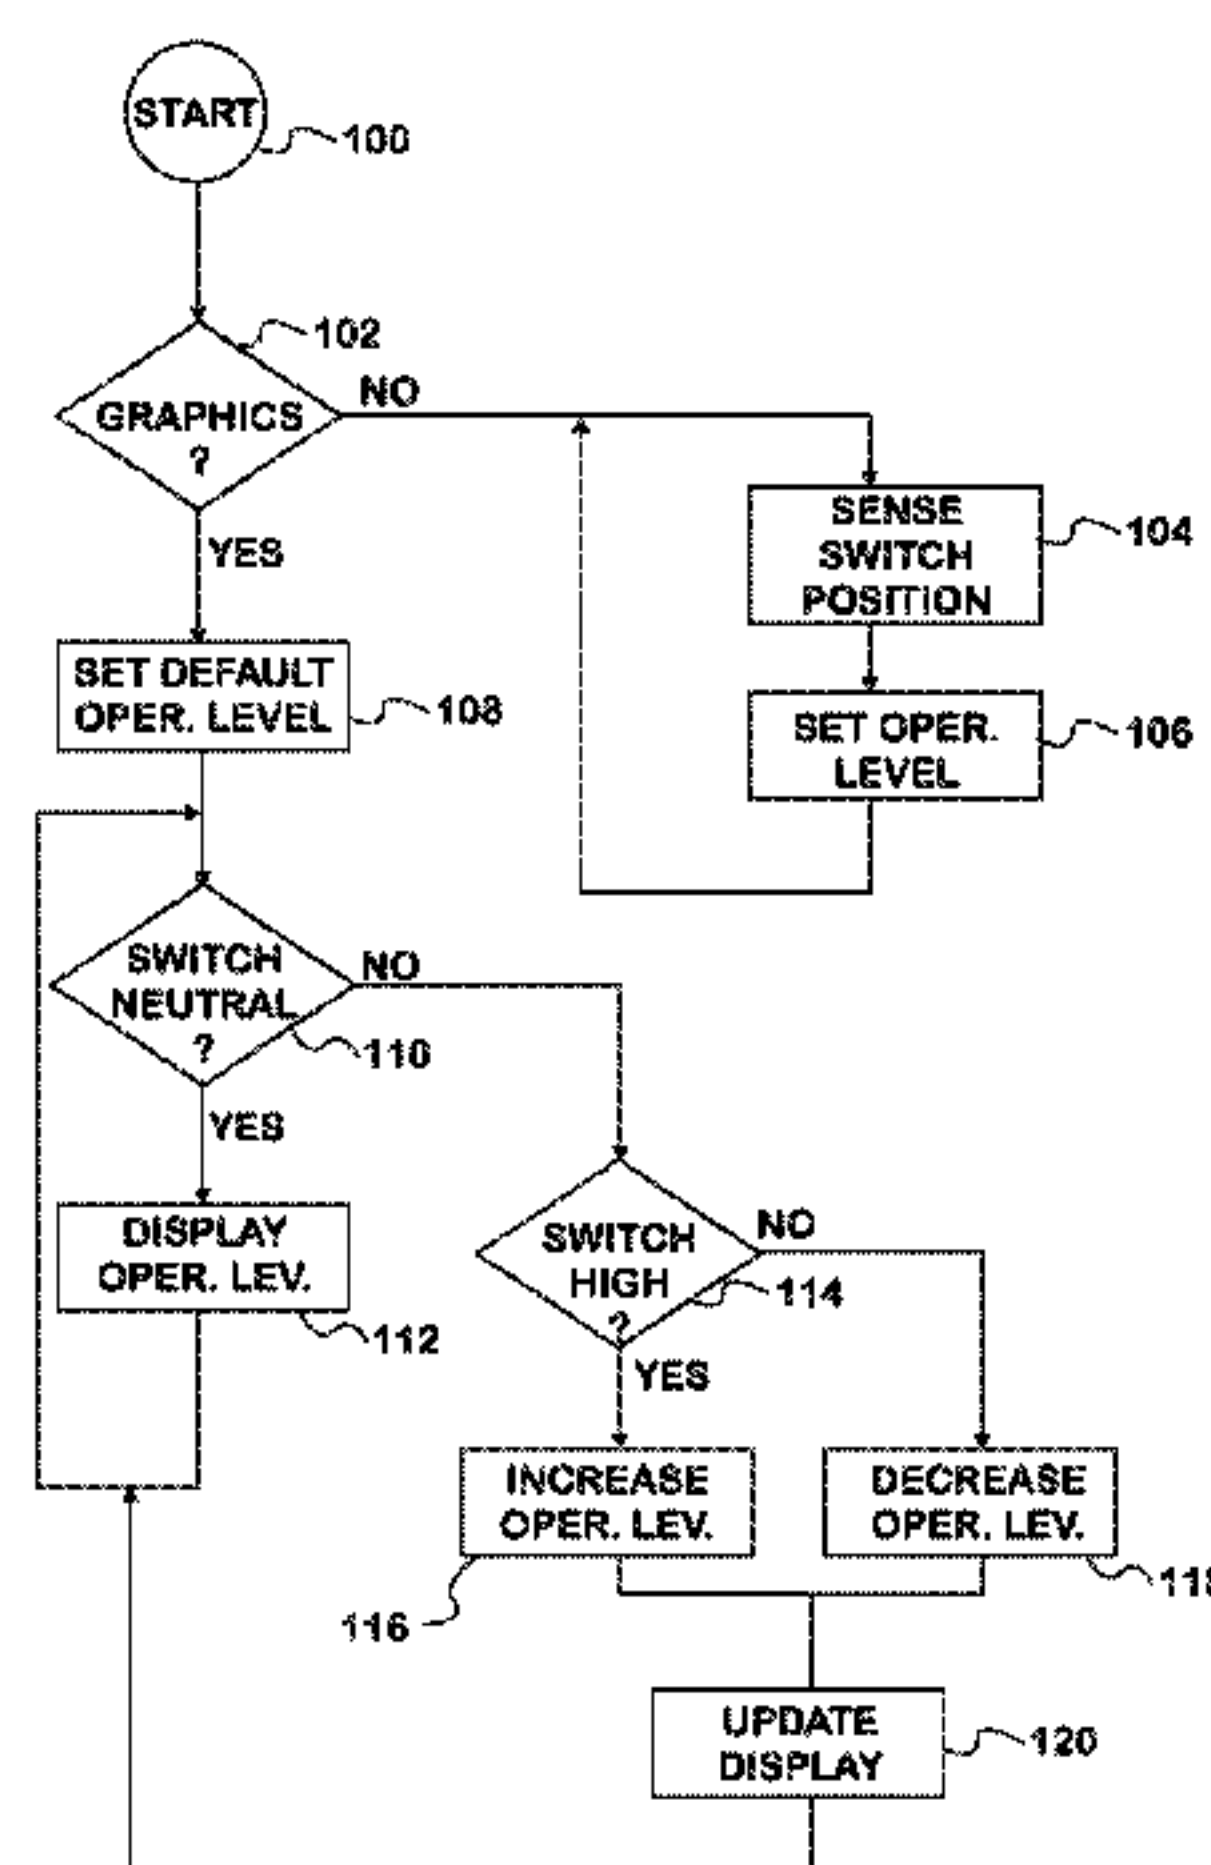 START
100
102
GRAPHICS
?
NO
YES
SENSE
SWITCH
POSITION
104
SET DEFAULT
OPER. LEVEL
108
SET OPER.
LEVEL
106
SWITCH
NEUTRAL
?
NO
110
YES
DISPLAY
OPER. LEV.
112
SWITCH
HIGH
?
NO
114
YES
INCREASE
OPER. LEV.
116
DECREASE
OPER. LEV.
UPDATE
DISPLAY
120